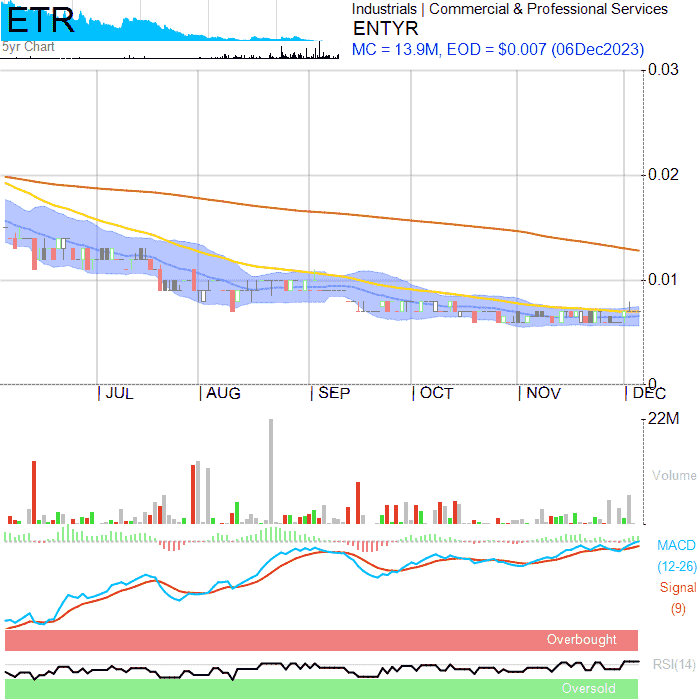 ETR
5yr Chart
Industrials | Commercial & Professional Services
ENTYR
MC = 13.9M, EOD = $0.007 (06Dec2023)
0.03
0.02
0.01
0
JUL AUG SEP OCT NOV DEC
22M
Volume
MACD
(12-26)
Signal
(9)
Overbought
RSI(14)
Oversold